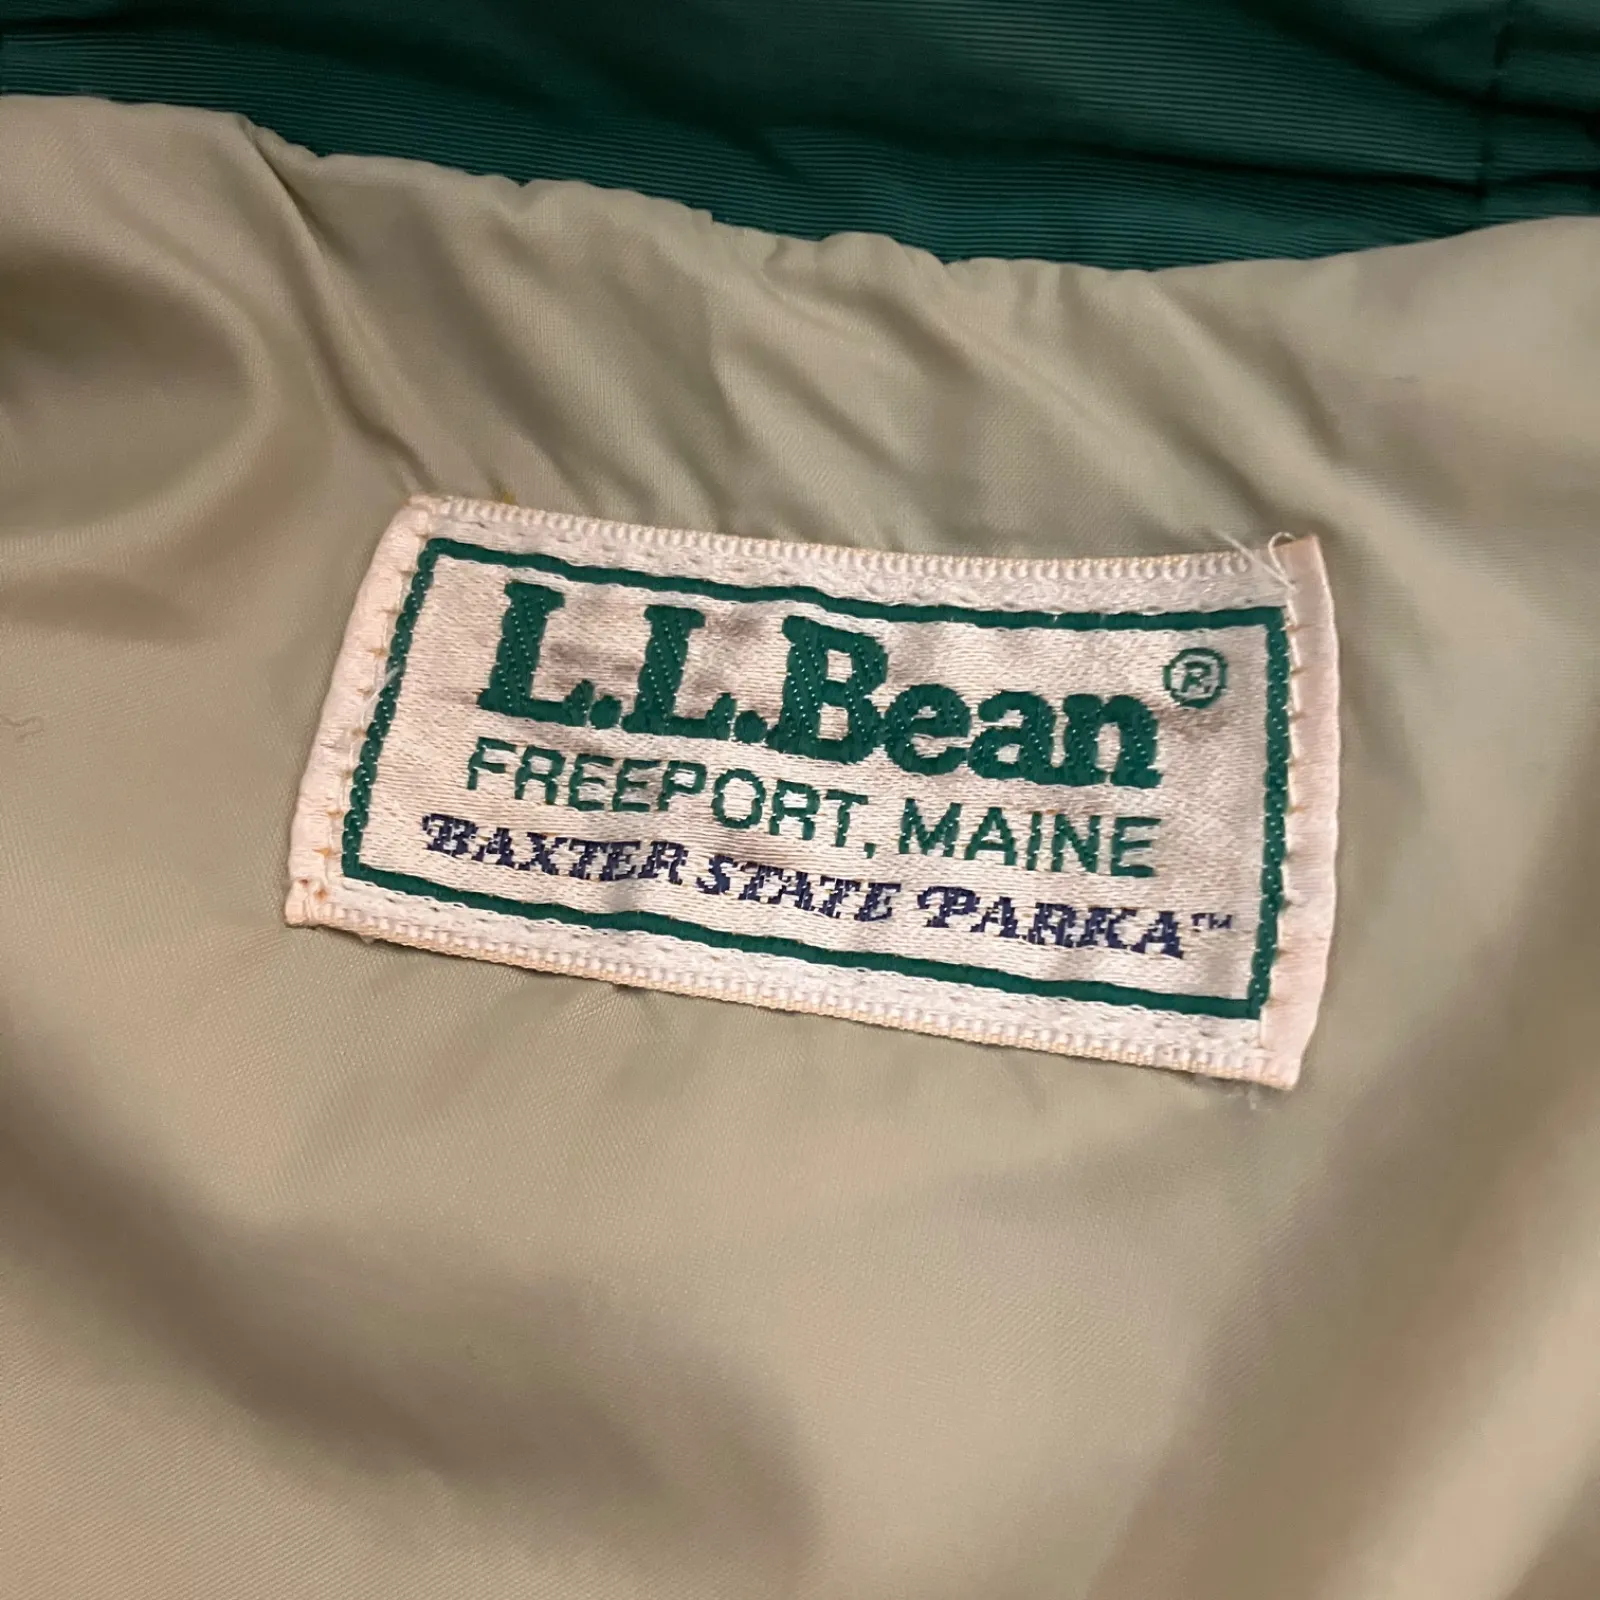 L.L.Bean®
FREEPORT, MAINE
BAXTER STATE PARKA™